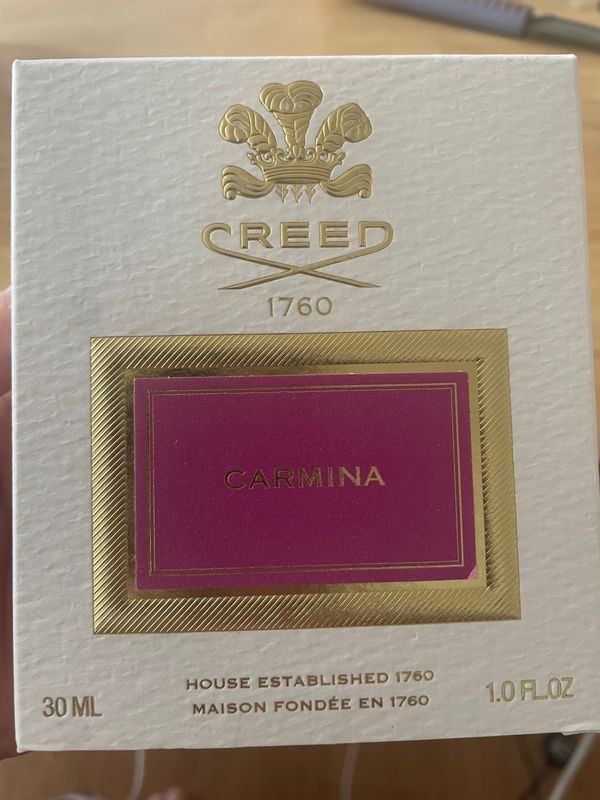 CREED
1760
CARMINA
HOUSE ESTABLISHED 1760
MAISON FONDÉE EN 1760
30 ML
1.0 FL.OZ